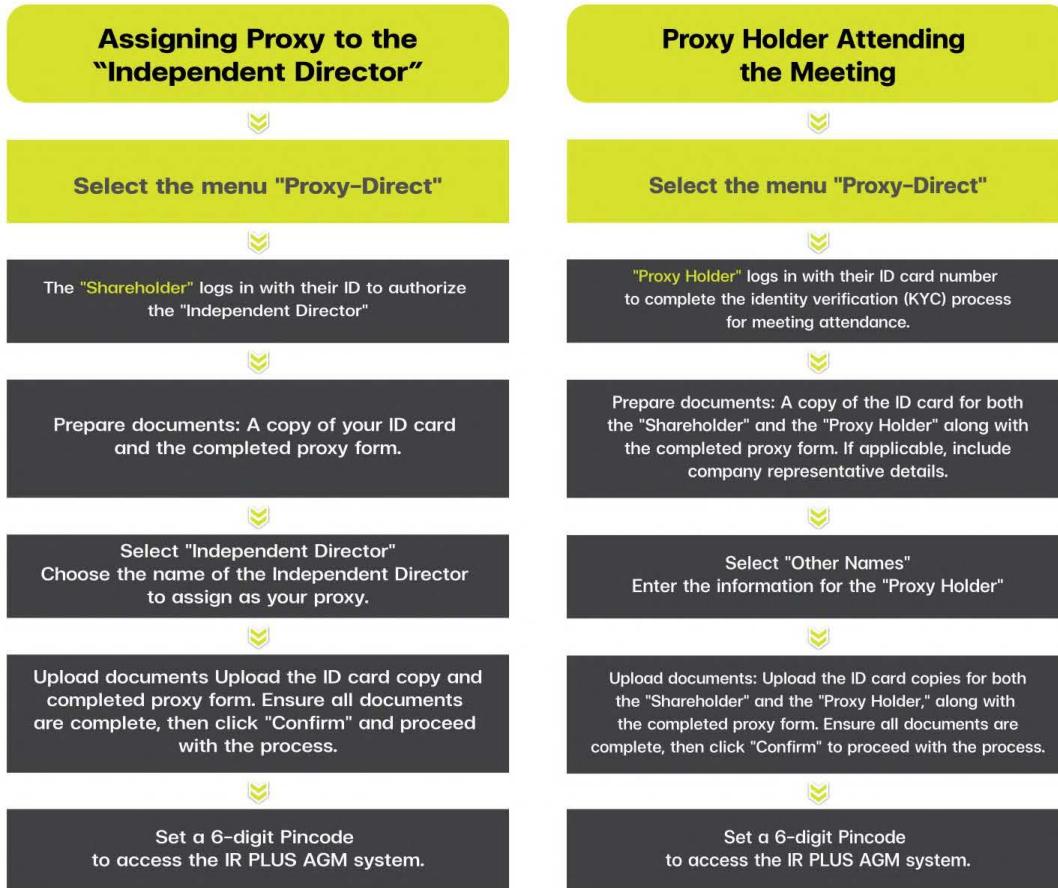 Assigning Proxy to the
"Independent Director"
Select the menu "Proxy-Direct"
The "Shareholder" logs in with their ID to authorize
the "Independent Director"
Prepare documents: A copy of your ID card
and the completed proxy form.
Select "Independent Director"
Choose the name of the Independent Director
to assign as your proxy.
Upload documents Upload the ID card copy and
completed proxy form. Ensure all documents
are complete, then click "Confirm" and proceed
with the process.
Set a 6-digit Pincode
to access the IR PLUS AGM system.
Proxy Holder Attending
the Meeting
Select the menu "Proxy-Direct"
"Proxy Holder" logs in with their ID card number
to complete the identity verification (KYC) process
for meeting attendance.
Prepare documents: A copy of the ID card for both
the "Shareholder" and the "Proxy Holder" along with
the completed proxy form. If applicable, include
company representative details.
Select "Other Names"
Enter the information for the "Proxy Holder"
Upload documents: Upload the ID card copies for both
the "Shareholder" and the "Proxy Holder," along with
the completed proxy form. Ensure all documents are
complete, then click "Confirm" to proceed with the process.
Set a 6-digit Pincode
to access the IR PLUS AGM system.